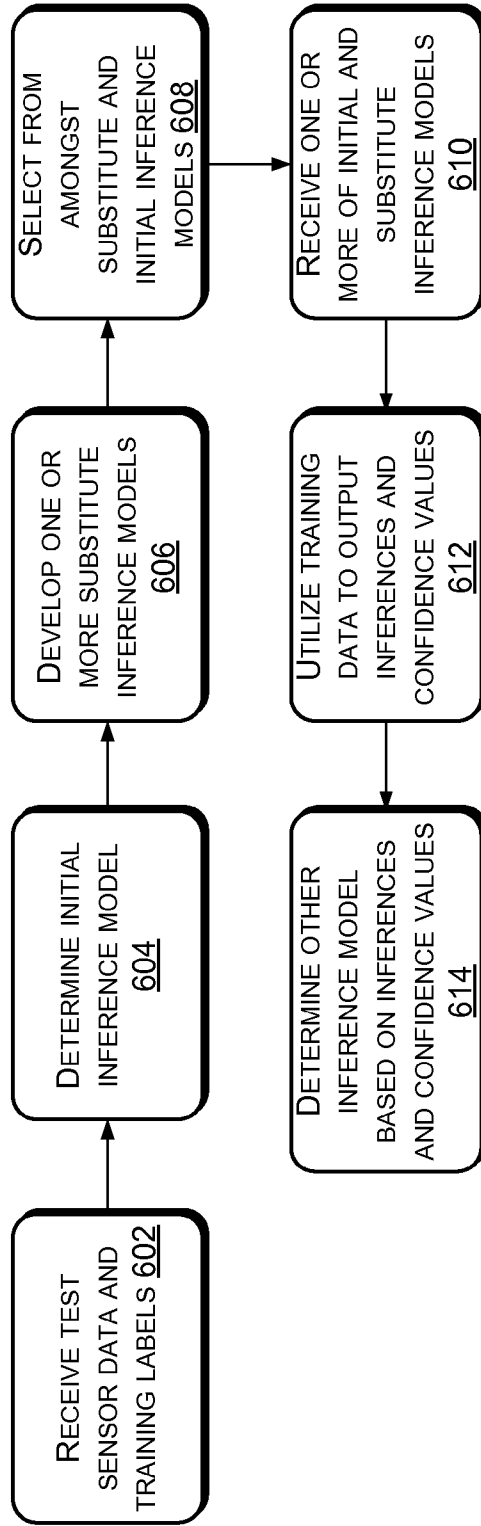 RECEIVE TEST
SENSOR DATA AND
TRAINING LABELS 602
DETERMINE INITIAL
INFERENCE MODEL
604
DEVELOP ONE OR
MORE SUBSTITUTE
INFERENCE MODELS
606
SELECT FROM
AMONGST
SUBSTITUTE AND
INITIAL INFERENCE
MODELS 608
RECEIVE ONE OR
MORE OF INITIAL AND
SUBSTITUTE
INFERENCE MODELS
610
UTILIZE TRAINING
DATA TO OUTPUT
INFERENCES AND
CONFIDENCE VALUES
612
DETERMINE OTHER
INFERENCE MODEL
BASED ON INFERENCES
AND CONFIDENCE VALUES
614